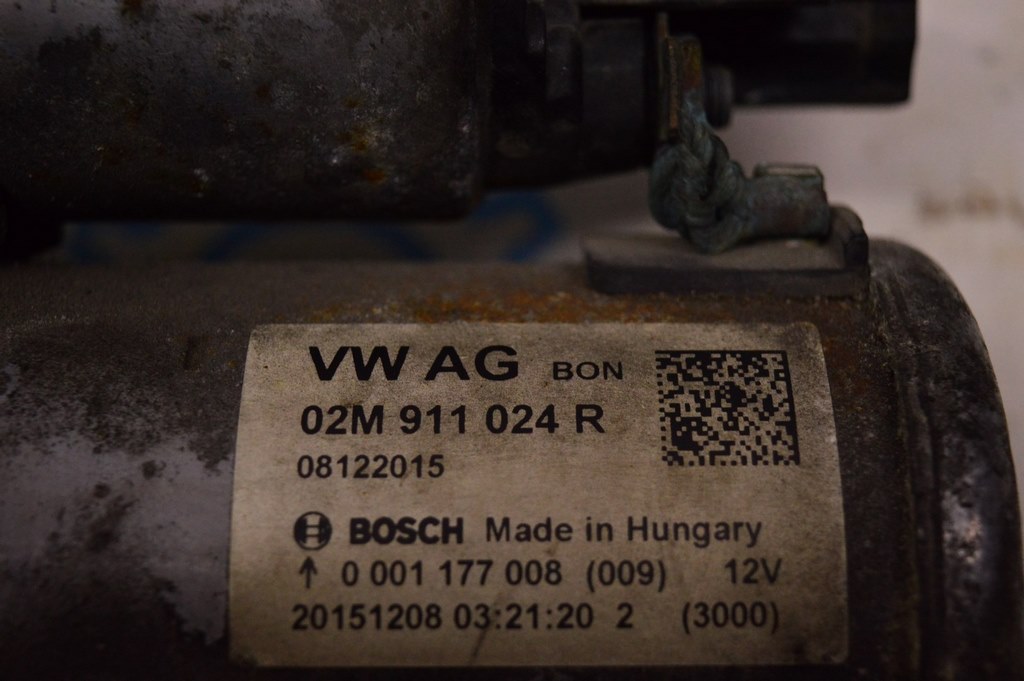 VW AG BON
02M 911 024 R
08122015
BOSCH Made in Hungary
↑ 0 001 177 008 (009) 12V
20151208 03:21:20 2 (3000)